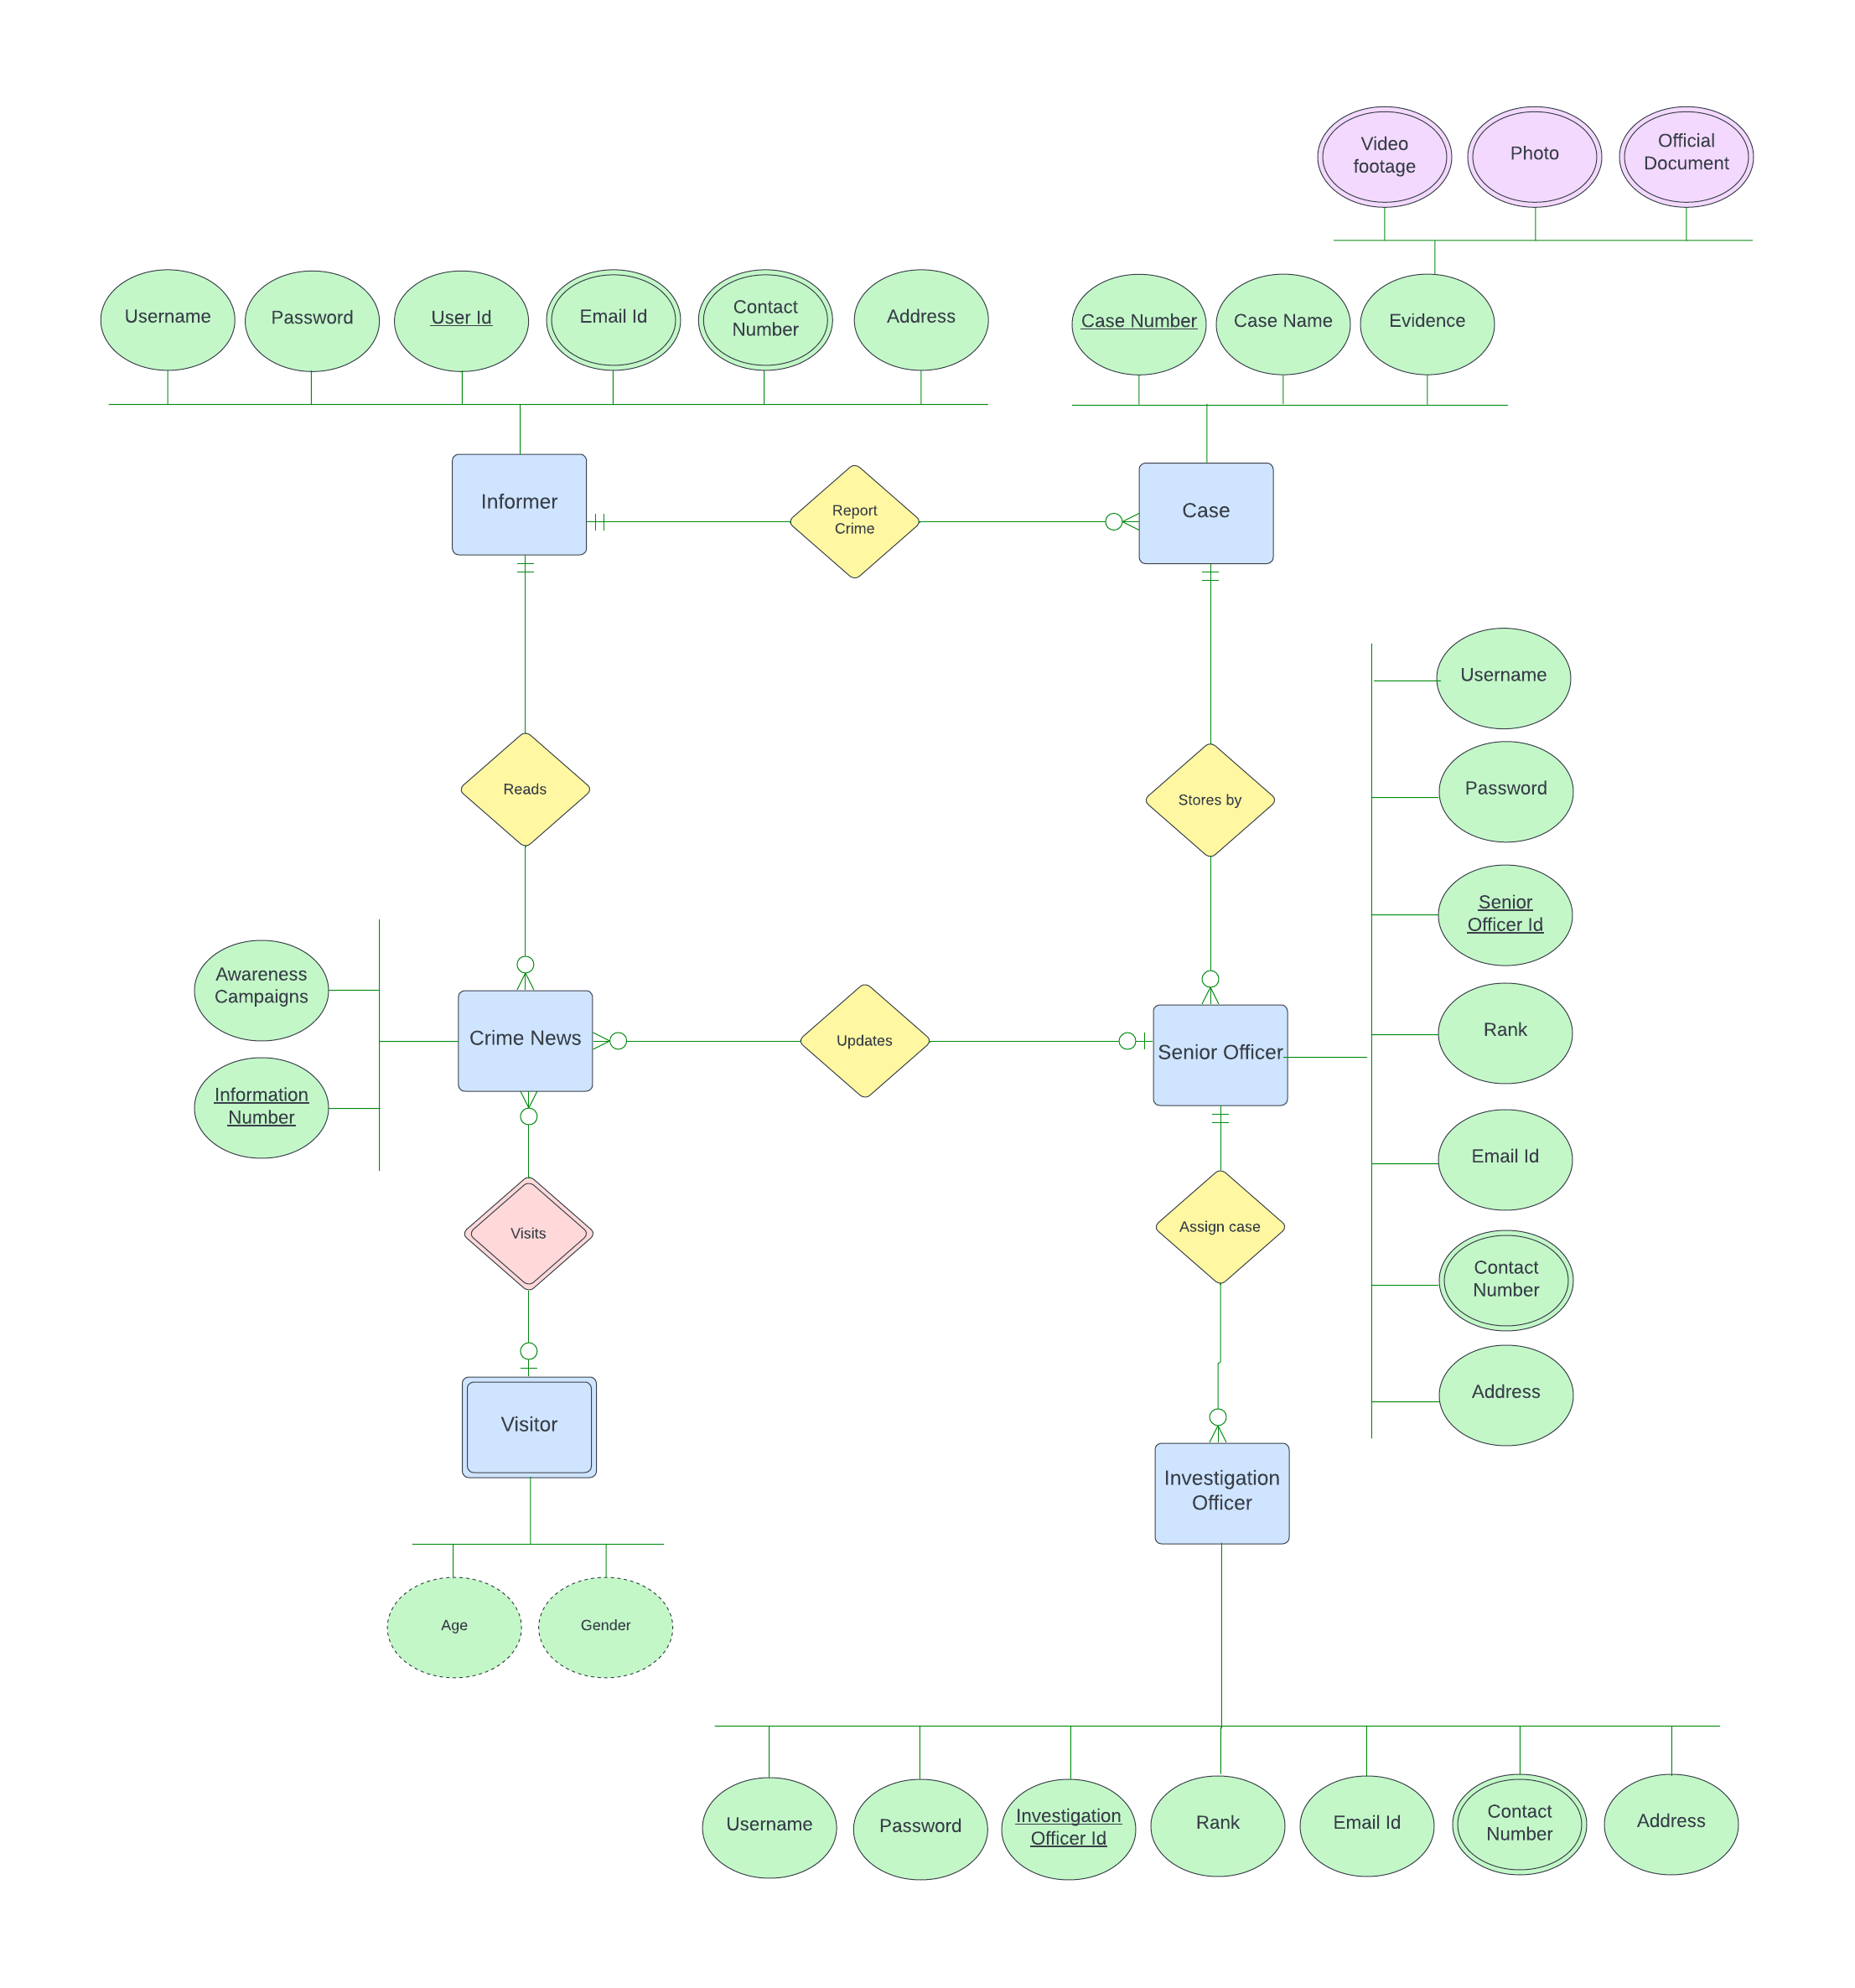 Video
footage
Photo
Official
Document
Username
Password
User Id
Email Id
Contact
Number
Address
Case Number
Case Name
Evidence
Informer
Report
Crime
Case
Username
Password
Reads
Stores by
Senior
Officer Id
Awareness
Campaigns
Crime News
Updates
Senior Officer
Rank
Information
Number
Email Id
Visits
Assign case
Contact
Number
Address
Visitor
Investigation
Officer
Age
Gender
Username
Password
Investigation
Officer Id
Rank
Email Id
Contact
Number
Address